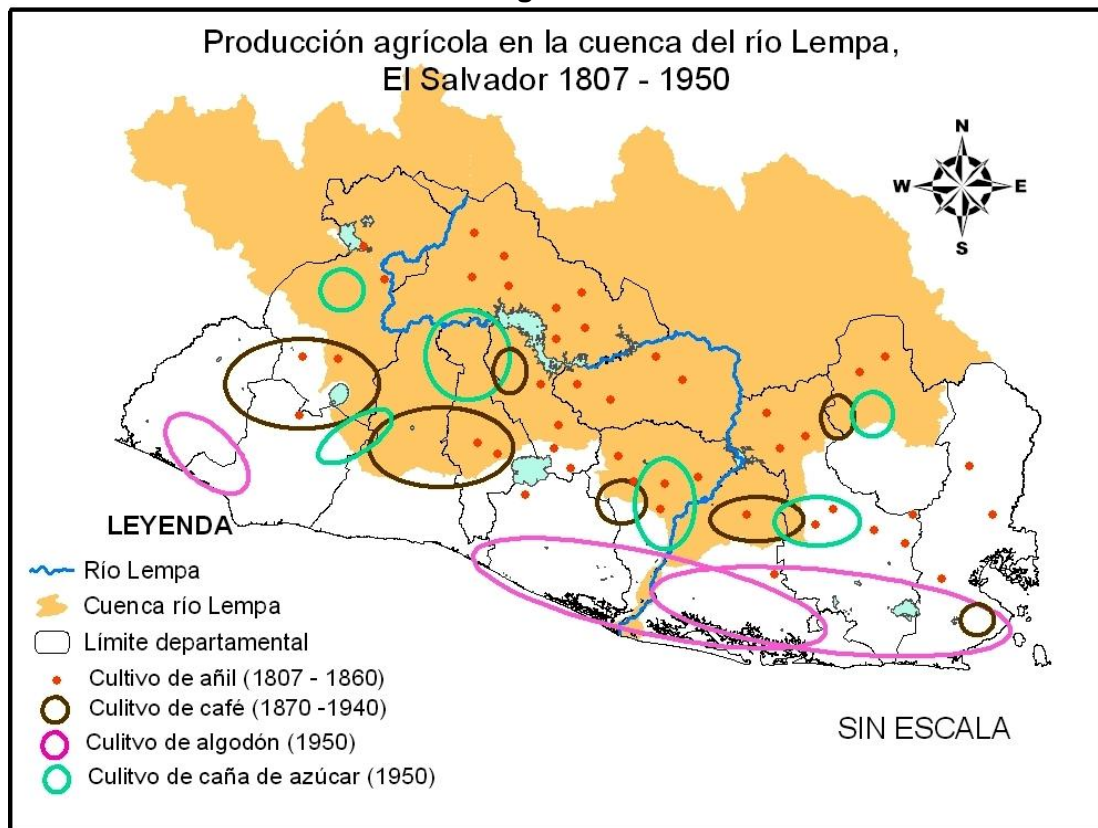 Producción agrícola en la cuenca del río Lempa,
El Salvador 1807 - 1950
N
W
E
S
LEYENDA
Río Lempa
Cuenca río Lempa
Límite departamental
Cultivo de añil (1807 - 1860)
Culitvo de café (1870 -1940)
Culitvo de algodón (1950)
Culitvo de caña de azúcar (1950)
SIN ESCALA